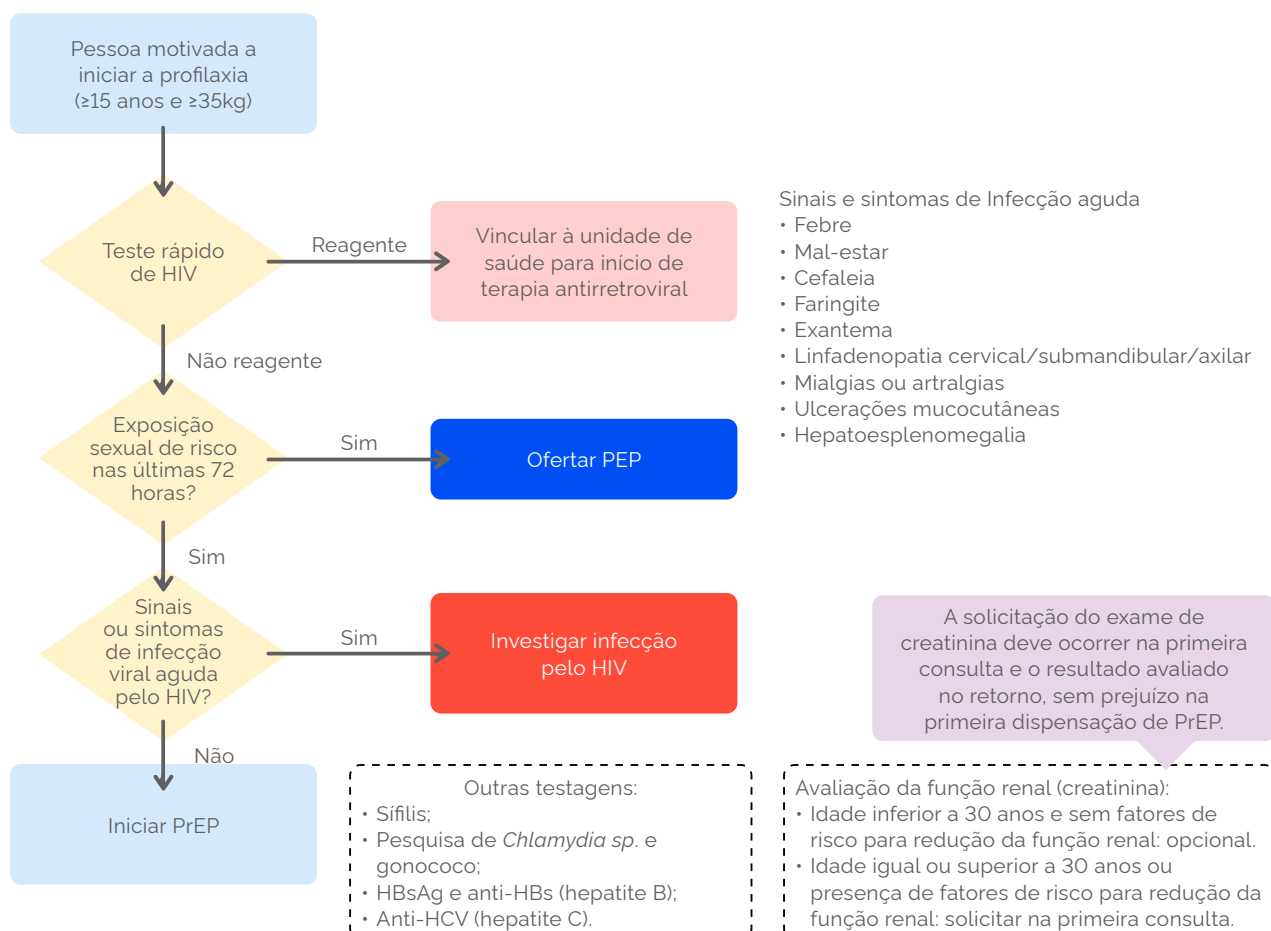 Pessoa motivada a
iniciar a profilaxia
(≥15 anos e ≥35kg)
Teste rápido
de HIV
Reagente
Vincular à unidade de
saúde para início de
terapia antirretroviral
Sinais e sintomas de Infecção aguda
• Febre
• Mal-estar
• Cefaleia
• Faringite
• Exantema
• Linfadenopatia cervical/submandibular/axilar
• Mialgias ou artralgias
• Ulcerações mucocutâneas
• Hepatoesplenomegalia
Não reagente
Exposição
sexual de risco
nas últimas 72
horas?
Sim
Ofertar PEP
Sim
Sinais
ou sintomas
de infecção
viral aguda
pelo HIV?
Sim
Investigar infecção
pelo HIV
A solicitação do exame de
creatinina deve ocorrer na primeira
consulta e o resultado avaliado
no retorno, sem prejuízo na
primeira dispensação de PrEP.
Não
Iniciar PrEP
Outras testagens:
• Sífilis;
• Pesquisa de Chlamydia sp. e
gonococo;
• HBsAg e anti-HBs (hepatite B);
• Anti-HCV (hepatite C).
Avaliação da função renal (creatinina):
• Idade inferior a 30 anos e sem fatores de
risco para redução da função renal: opcional.
• Idade igual ou superior a 30 anos ou
presença de fatores de risco para redução da
função renal: solicitar na primeira consulta.